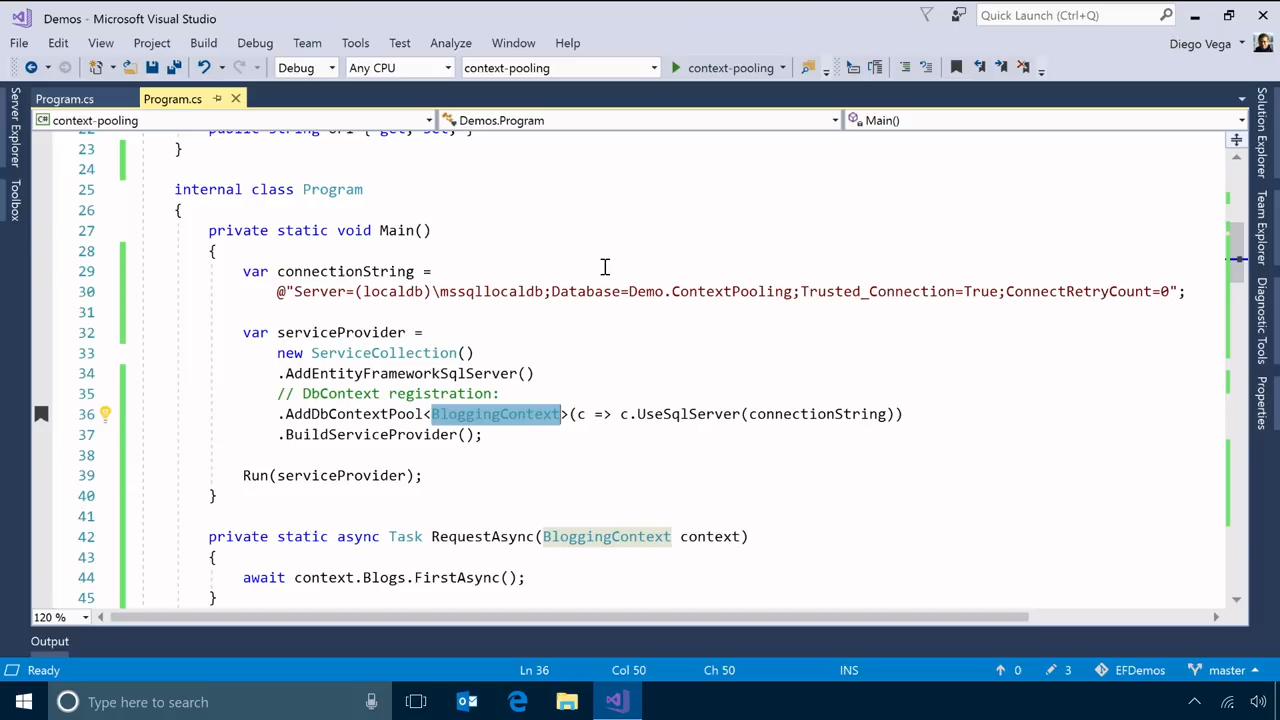 Demos - Microsoft Visual Studio
Quick Launch (Ctrl+Q)
File Edit View Project Build Debug Team Tools Test Analyze Window Help
Diego Vega
Debug Any CPU context-pooling context-pooling
Server Explorer
Toolbox
Program.cs Program.cs
context-pooling Demos.Program Main()
23 }
24
25 internal class Program
26 {
27 private static void Main()
28 {
29 var connectionString =
30 @"Server=(localdb)\mssqllocaldb;Database=Demo.ContextPooling;Trusted_Connection=True;ConnectRetryCount=0";
31
32 var serviceProvider =
33 new ServiceCollection()
34 .AddEntityFrameworkSqlServer()
35 // DbContext registration:
36 .AddDbContextPool<BloggingContext>(c => c.UseSqlServer(connectionString))
37 .BuildServiceProvider();
38
39 Run(serviceProvider);
40 }
41
42 private static async Task RequestAsync(BloggingContext context)
43 {
44 await context.Blogs.FirstAsync();
45 }
Solution Explorer
Team Explorer
Diagnostic Tools
Properties
120 %
Output
Ready Ln 36 Col 50 Ch 50 INS 0 3 EFDemos master
Type here to search